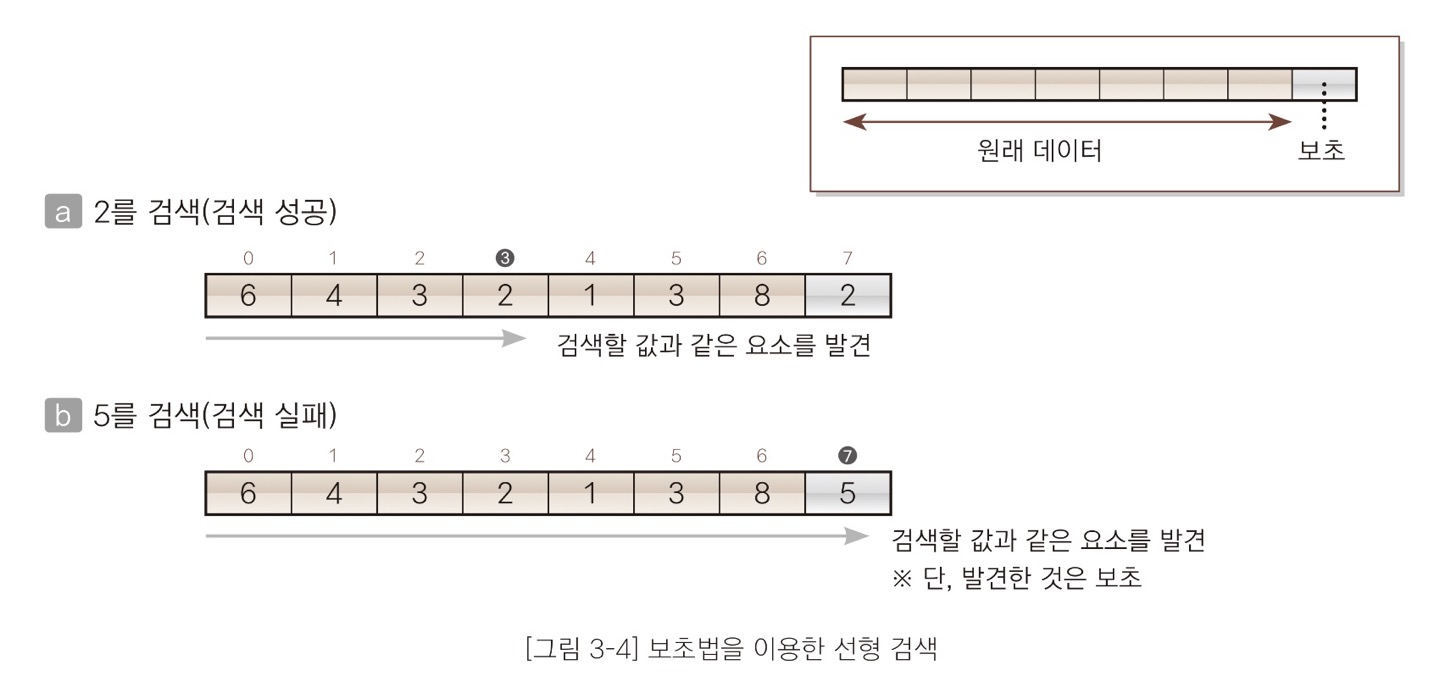 원래 데이터
보초
a 2를 검색(검색 성공)
0 1 2 3 4 5 6 7
6 4 3 2 1 3 8 2
검색할 값과 같은 요소를 발견
b 5를 검색(검색 실패)
0 1 2 3 4 5 6 7
6 4 3 2 1 3 8 5
검색할 값과 같은 요소를 발견
※ 단, 발견한 것은 보초
[그림 3-4] 보초법을 이용한 선형 검색